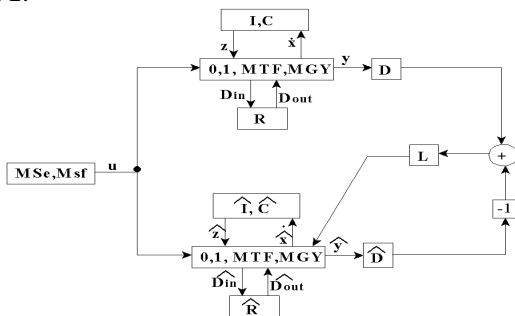 I,C
z
ẋ
0,1, MTF,MGY
y
D
Din
Dout
R
+
L
u
MSe,Msf
-1
Î, Ĉ
ẑ
x̂̇
0,1, MTF,MGY
ŷ
D̂
D̂in
D̂out
R̂